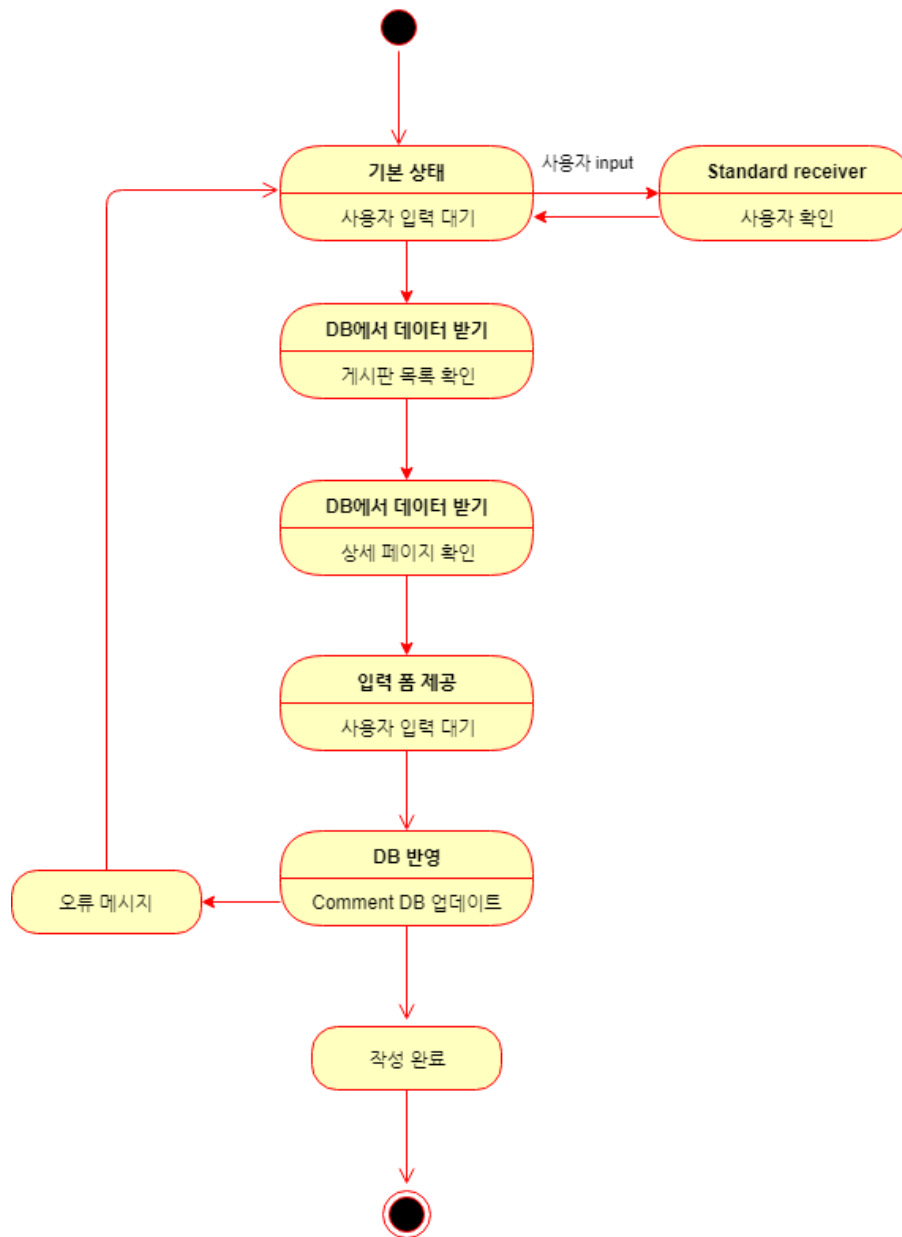 기본 상태
사용자 입력 대기
사용자 input
Standard receiver
사용자 확인
DB에서 데이터 받기
게시판 목록 확인
DB에서 데이터 받기
상세 페이지 확인
입력 폼 제공
사용자 입력 대기
DB 반영
Comment DB 업데이트
오류 메시지
작성 완료